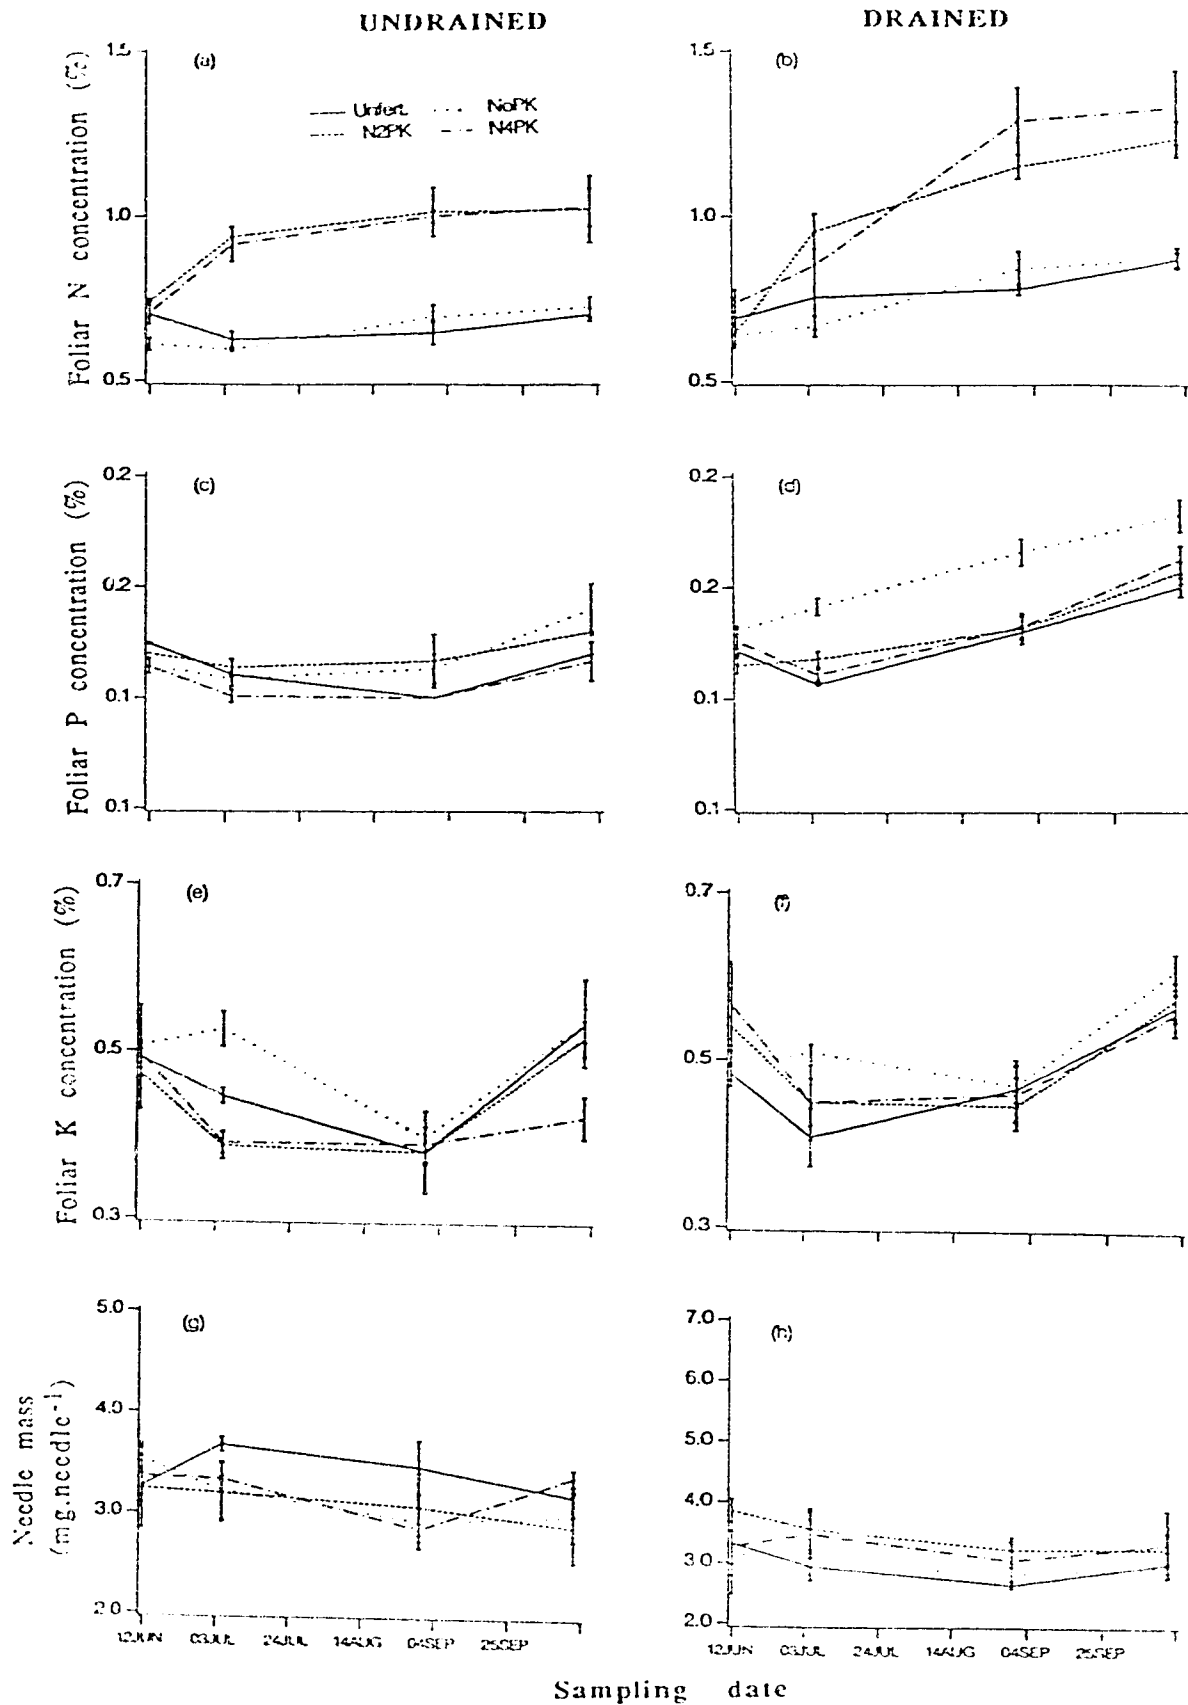 UNDRAINED
DRAINED
Foliar N concentration (%)
1.5
1.0
0.5
(a)
Unfert.
NoPK
N2PK
N4PK
1.5
1.0
0.5
(b)
Foliar P concentration (%)
0.2
0.2
0.1
0.1
(c)
0.2
0.2
0.1
0.1
(d)
Foliar K concentration (%)
0.7
0.5
0.3
(e)
0.7
0.5
0.3
(f)
Needle mass
(mg.needle⁻¹)
5.0
4.0
3.0
2.0
(g)
12JUN 03JUL 24JUL 14AUG 04SEP 25SEP
7.0
6.0
5.0
4.0
3.0
2.0
(h)
12JUN 03JUL 24JUL 14AUG 04SEP 25SEP
Sampling date